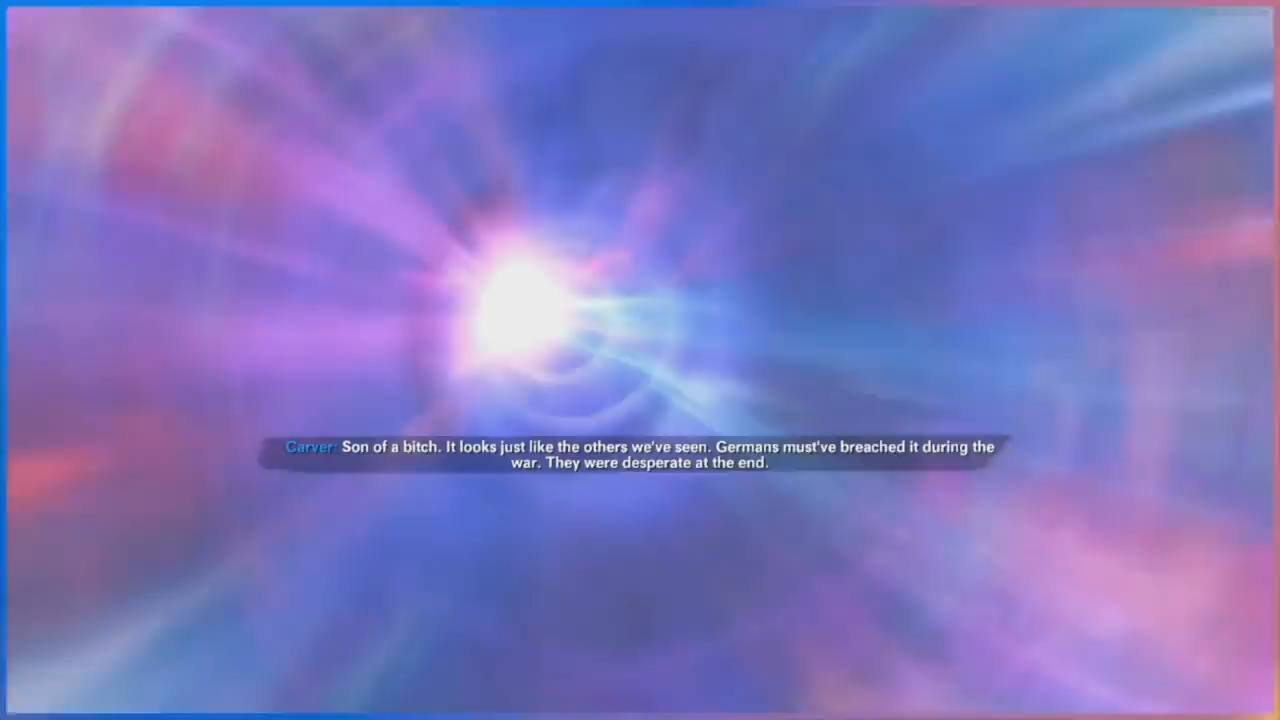 Carver: Son of a bitch. It looks just like the others we've seen. Germans must've breached it during the
war. They were desperate at the end.